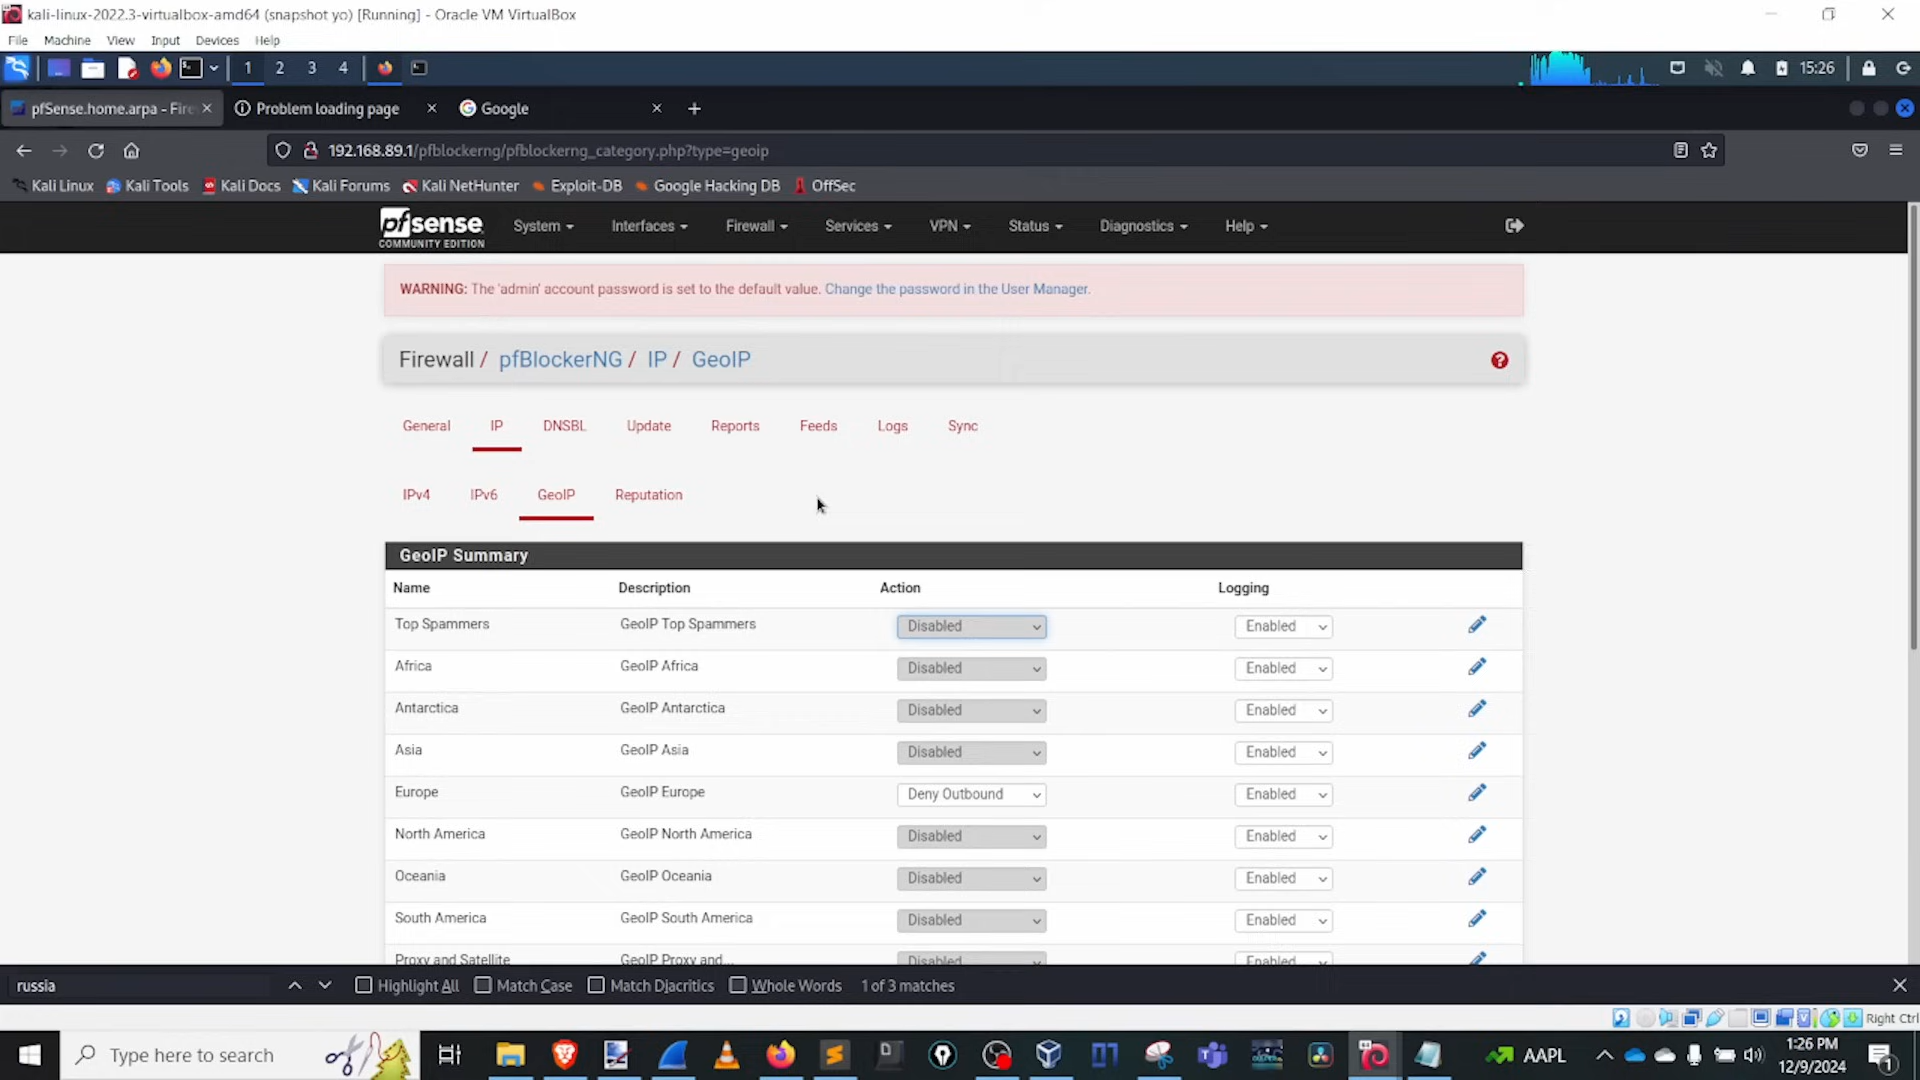 kali-linux-2022.3-virtualbox-amd64 (snapshot yo) [Running] - Oracle VM VirtualBox
File Machine View Input Devices Help
1 2 3 4 15:26
pfSense.home.arpa - Fire Problem loading page Google
192.168.89.1/pfblockerng/pfblockerng_category.php?type=geoip
Kali Linux Kali Tools Kali Docs Kali Forums Kali NetHunter Exploit-DB Google Hacking DB OffSec
pfsense System Interfaces Firewall Services VPN Status Diagnostics Help
COMMUNITY EDITION
WARNING: The 'admin' account password is set to the default value. Change the password in the User Manager.
Firewall / pfBlockerNG / IP / GeoIP
General IP DNSBL Update Reports Feeds Logs Sync
IPv4 IPv6 GeoIP Reputation
GeoIP Summary
Name Description Action Logging
Top Spammers GeoIP Top Spammers Disabled Enabled
Africa GeoIP Africa Disabled Enabled
Antarctica GeoIP Antarctica Disabled Enabled
Asia GeoIP Asia Disabled Enabled
Europe GeoIP Europe Deny Outbound Enabled
North America GeoIP North America Disabled Enabled
Oceania GeoIP Oceania Disabled Enabled
South America GeoIP South America Disabled Enabled
Proxy and Satellite GeoIP Proxy and... Disabled Enabled
russia Highlight All Match Case Match Diacritics Whole Words 1 of 3 matches
Right Ctrl
Type here to search AAPL 1:26 PM
12/9/2024 1